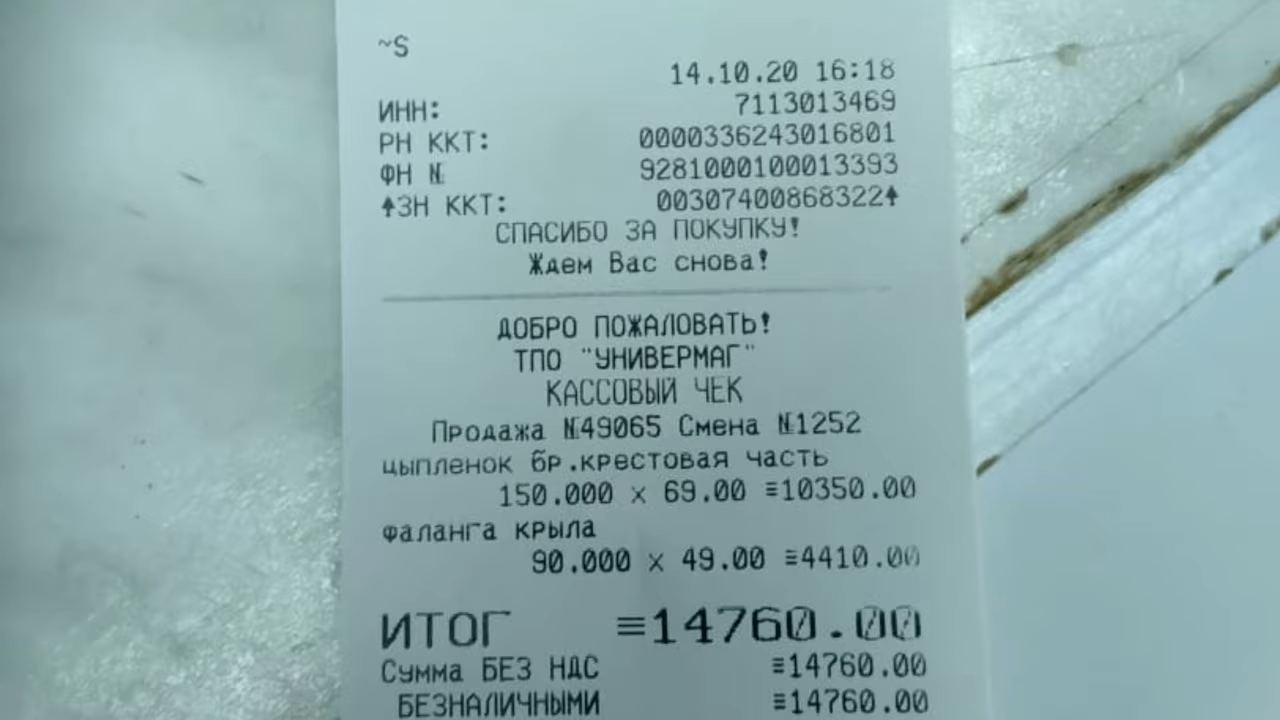 ~S
14.10.20 16:18
ИНН: 7113013469
РН ККТ: 0000336243016801
ФН № 9281000100013393
↑ЗН ККТ: 00307400868322↑
СПАСИБО ЗА ПОКУПКУ!
Ждем Вас снова!
ДОБРО ПОЖАЛОВАТЬ!
ТПО "УНИВЕРМАГ"
КАССОВЫЙ ЧЕК
Продажа №49065 Смена №1252
цыпленок бр.крестовая часть
150.000 × 69.00 ≡10350.00
фаланга крыла
90.000 × 49.00 ≡4410.00
ИТОГ ≡14760.00
Сумма БЕЗ НДС ≡14760.00
БЕЗНАЛИЧНЫМИ ≡14760.00